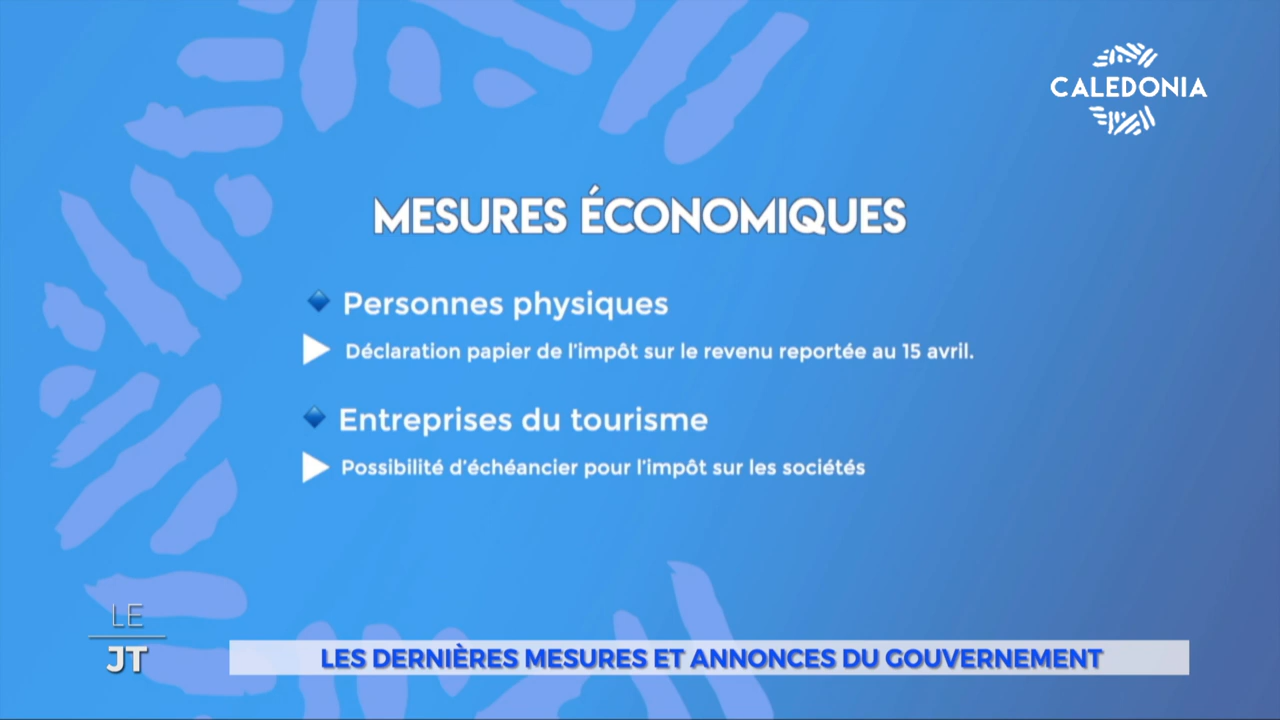 CALEDONIA
MESURES ÉCONOMIQUES
Personnes physiques
Déclaration papier de l'impôt sur le revenu reportée au 15 avril.
Entreprises du tourisme
Possibilité d'échéancier pour l'impôt sur les sociétés
LE
JT
LES DERNIÈRES MESURES ET ANNONCES DU GOUVERNEMENT